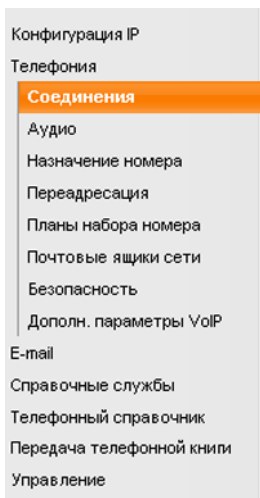 Конфигурация IP
Телефония
Соединения
Аудио
Назначение номера
Переадресация
Планы набора номера
Почтовые ящики сети
Безопасность
Дополн. параметры VoIP
E-mail
Справочные службы
Телефонный справочник
Передача телефонной книги
Управление